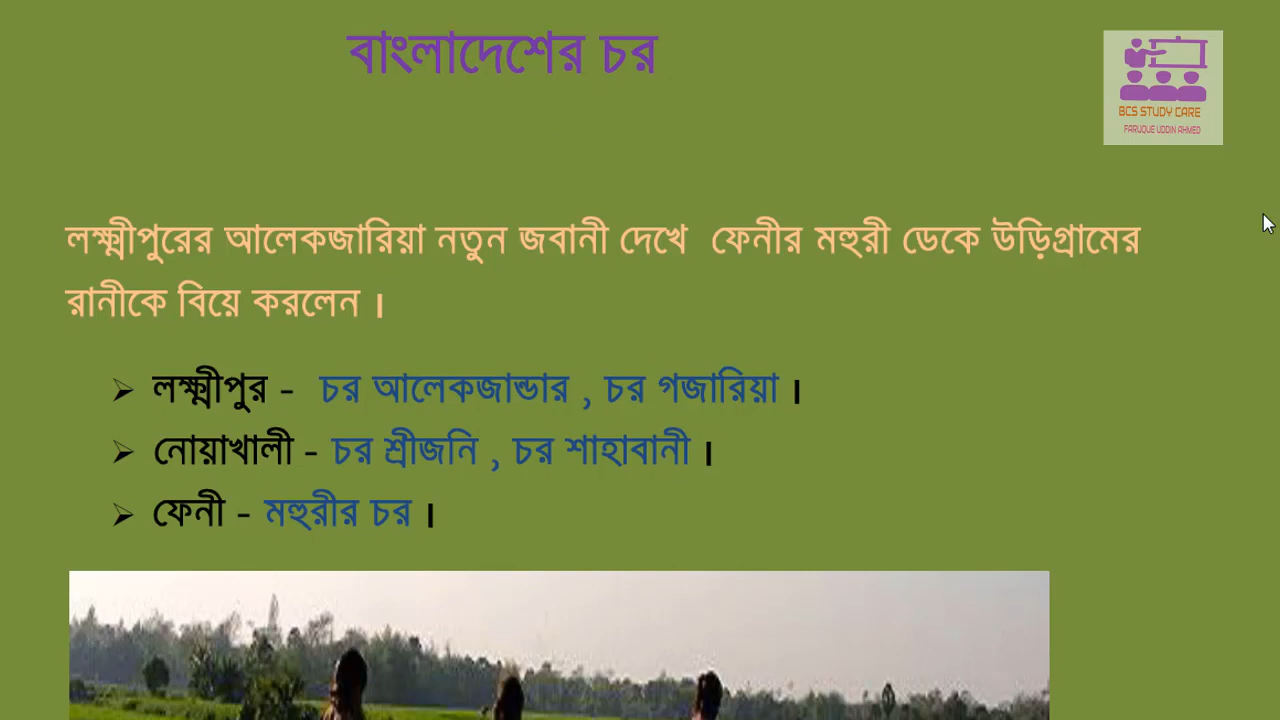 বাংলাদেশের চর
BCS STUDY CARE
FARUQUE UDDIN AHMED
লক্ষ্মীপুরের আলেকজারিয়া নতুন জবানী দেখে ফেনীর মহুরী ডেকে উড়িগ্রামের
রানীকে বিয়ে করলেন ।
➢ লক্ষ্মীপুর - চর আলেকজান্ডার , চর গজারিয়া ।
➢ নোয়াখালী - চর শ্রীজনি , চর শাহাবানী ।
➢ ফেনী - মহুরীর চর ।